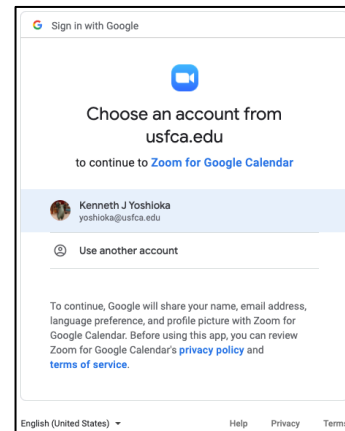 Sign in with Google
Choose an account from
usfca.edu
to continue to Zoom for Google Calendar
Kenneth J Yoshioka
yoshioka@usfca.edu
Use another account
To continue, Google will share your name, email address,
language preference, and profile picture with Zoom for
Google Calendar. Before using this app, you can review
Zoom for Google Calendar's privacy policy and
terms of service.
English (United States) Help Privacy Terms